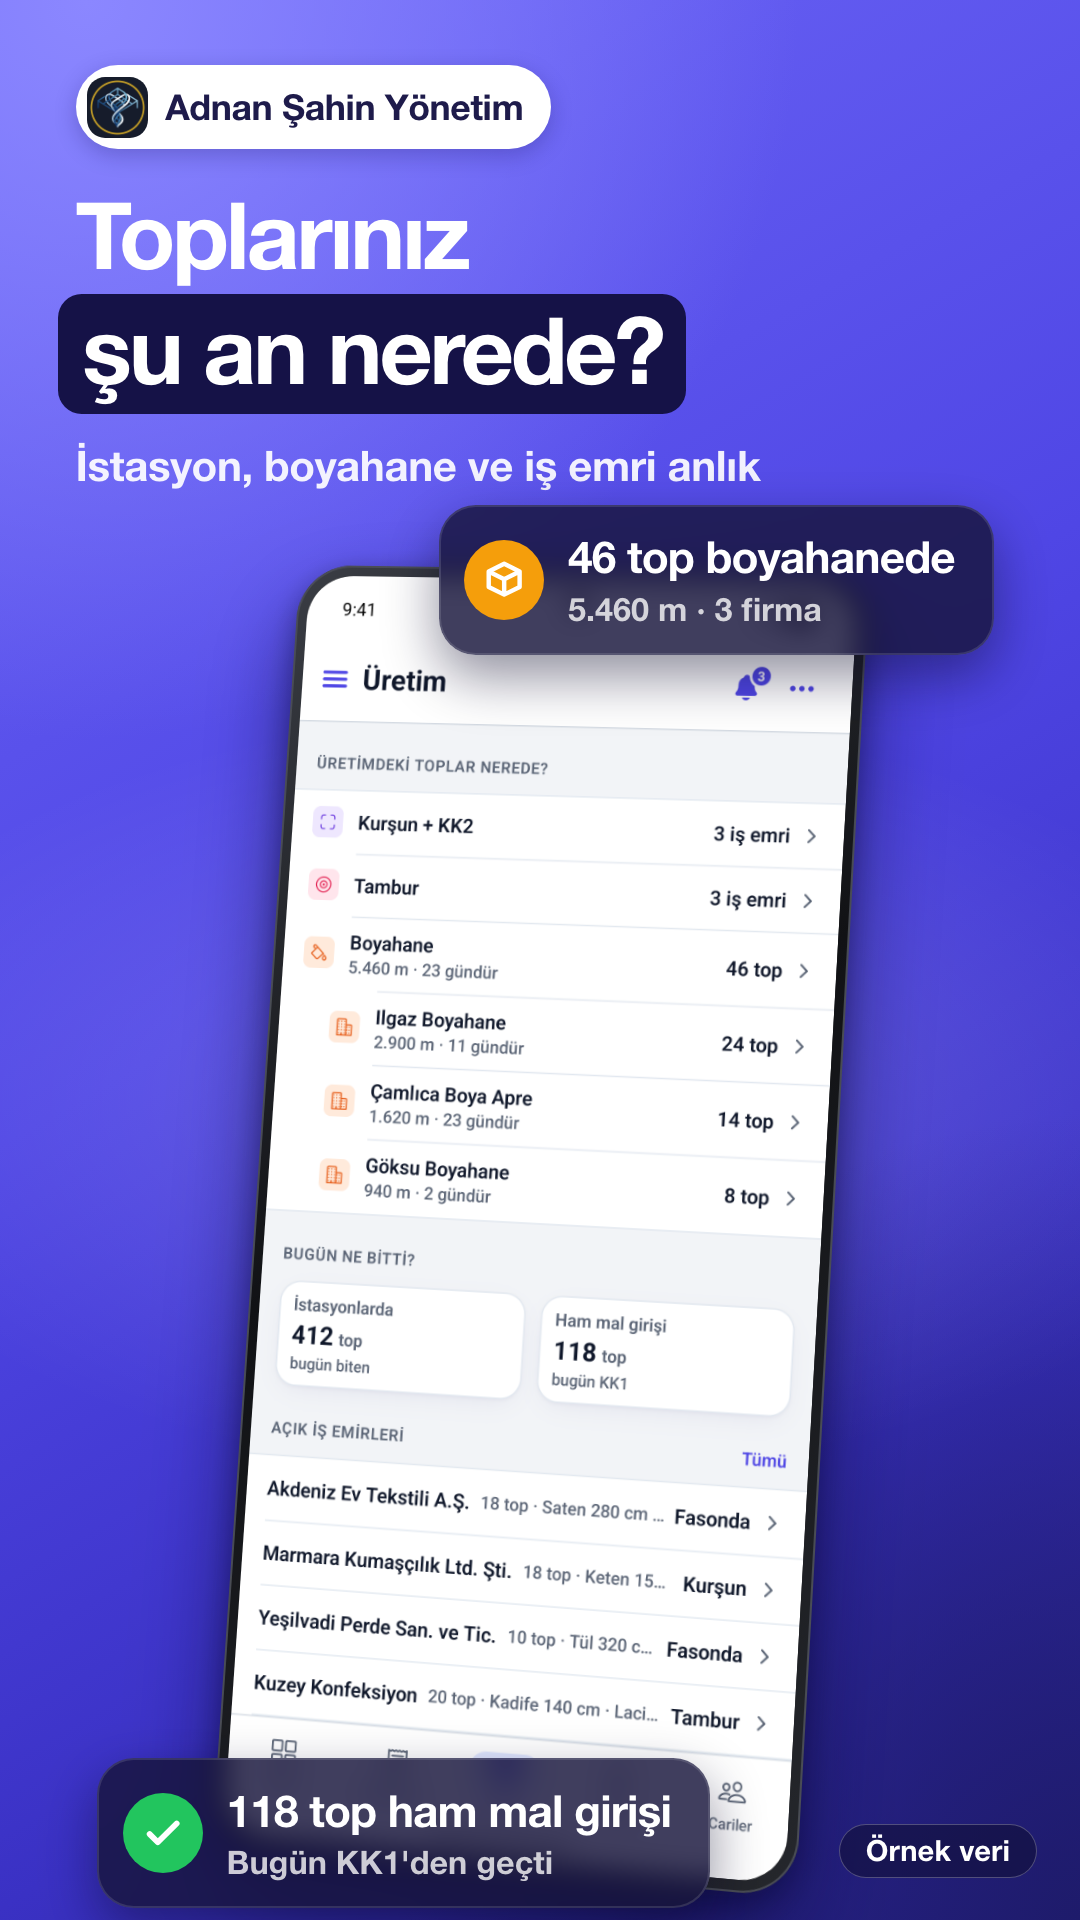 Adnan Şahin Yönetim
Toplarınız
şu an nerede?
İstasyon, boyahane ve iş emri anlık
46 top boyahanede
5.460 m · 3 firma
9:41
Üretim
3
ÜRETİMDEKİ TOPLAR NEREDE?
Kurşun + KK2 3 iş emri
Tambur 3 iş emri
Boyahane
5.460 m · 23 gündür
46 top
Ilgaz Boyahane
2.900 m · 11 gündür
24 top
Çamlıca Boya Apre
1.620 m · 23 gündür
14 top
Göksu Boyahane
940 m · 2 gündür
8 top
BUGÜN NE BİTTİ?
İstasyonlarda
412 top
bugün biten
Ham mal girişi
118 top
bugün KK1
AÇIK İŞ EMİRLERİ
Tümü
Akdeniz Ev Tekstili A.Ş. 18 top · Saten 280 cm ... Fasonda
Marmara Kumaşçılık Ltd. Şti. 18 top · Keten 15... Kurşun
Yeşilvadi Perde San. ve Tic. 10 top · Tül 320 c... Fasonda
Kuzey Konfeksiyon 20 top · Kadife 140 cm · Laci... Tambur
Cariler
118 top ham mal girişi
Bugün KK1'den geçti
Örnek veri